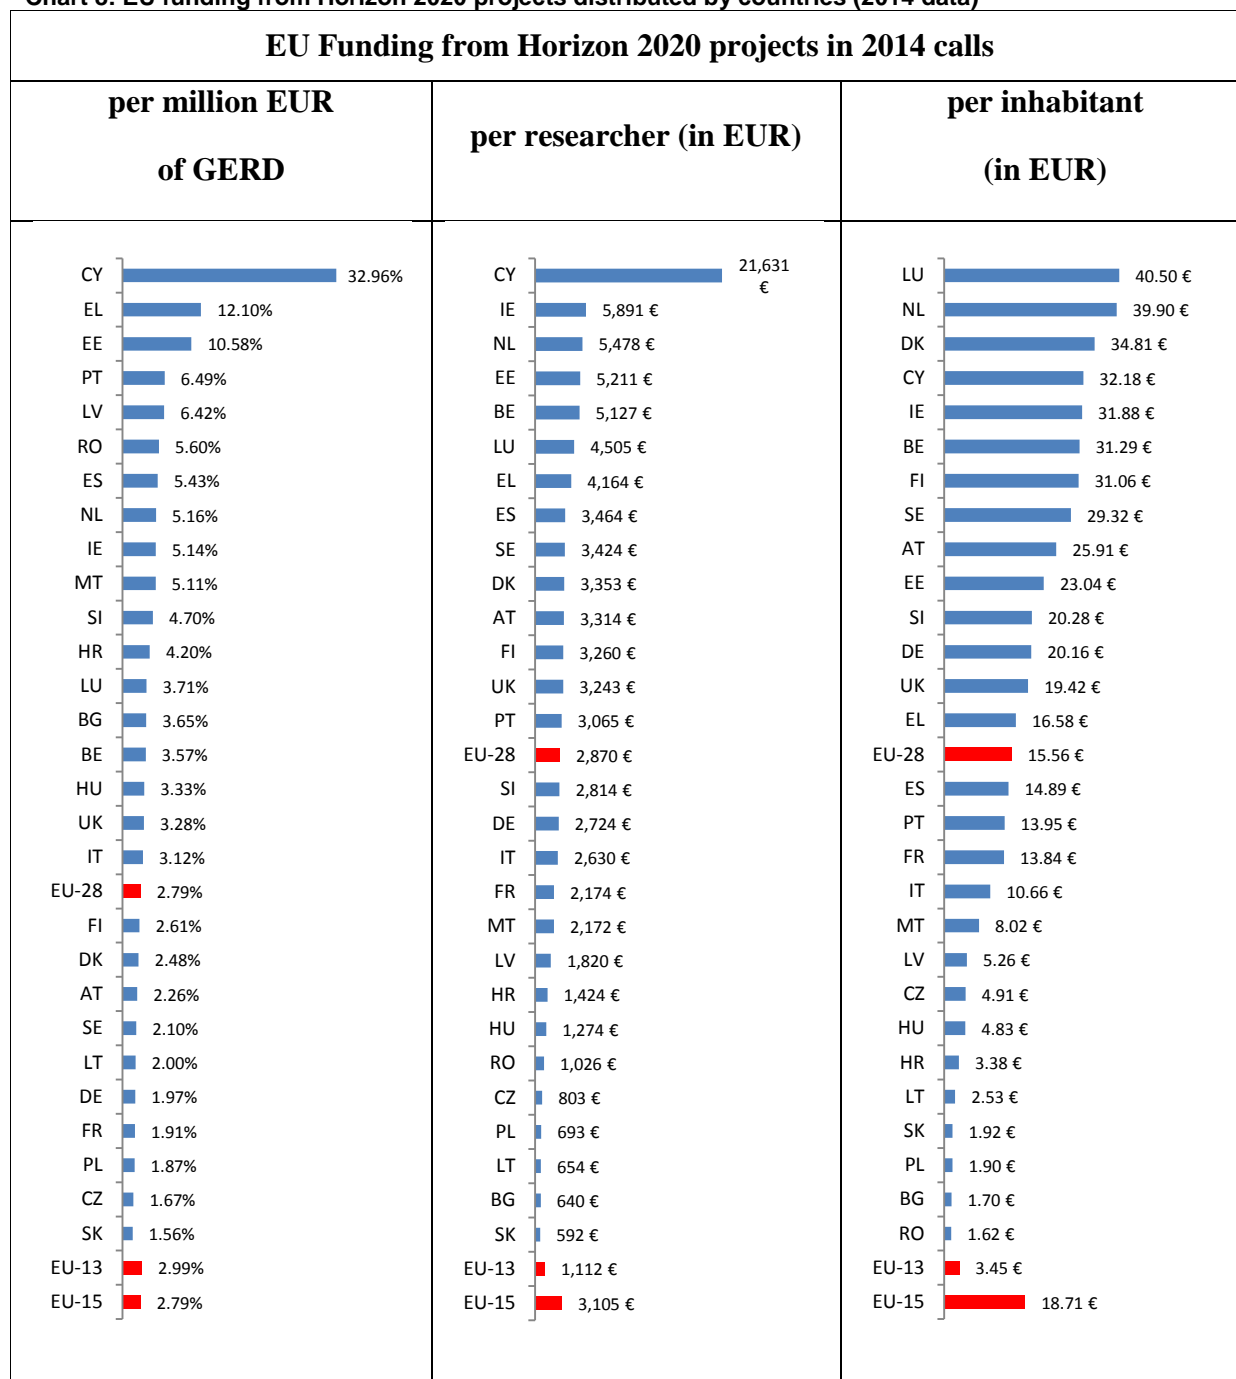 Chart 3: EU funding from Horizon 2020 projects distributed by countries (2014 data)
EU Funding from Horizon 2020 projects in 2014 calls
per million EUR
of GERD
CY 32.96%
EL 12.10%
EE 10.58%
PT 6.49%
LV 6.42%
RO 5.60%
ES 5.43%
NL 5.16%
IE 5.14%
MT 5.11%
SI 4.70%
HR 4.20%
LU 3.71%
BG 3.65%
BE 3.57%
HU 3.33%
UK 3.28%
IT 3.12%
EU-28 2.79%
FI 2.61%
DK 2.48%
AT 2.26%
SE 2.10%
LT 2.00%
DE 1.97%
FR 1.91%
PL 1.87%
CZ 1.67%
SK 1.56%
EU-13 2.99%
EU-15 2.79%
per researcher (in EUR)
CY 21,631
€
IE 5,891 €
NL 5,478 €
EE 5,211 €
BE 5,127 €
LU 4,505 €
EL 4,164 €
ES 3,464 €
SE 3,424 €
DK 3,353 €
AT 3,314 €
FI 3,260 €
UK 3,243 €
PT 3,065 €
EU-28 2,870 €
SI 2,814 €
DE 2,724 €
IT 2,630 €
FR 2,174 €
MT 2,172 €
LV 1,820 €
HR 1,424 €
HU 1,274 €
RO 1,026 €
CZ 803 €
PL 693 €
LT 654 €
BG 640 €
SK 592 €
EU-13 1,112 €
EU-15 3,105 €
per inhabitant
(in EUR)
LU 40.50 €
NL 39.90 €
DK 34.81 €
CY 32.18 €
IE 31.88 €
BE 31.29 €
FI 31.06 €
SE 29.32 €
AT 25.91 €
EE 23.04 €
SI 20.28 €
DE 20.16 €
UK 19.42 €
EL 16.58 €
EU-28 15.56 €
ES 14.89 €
PT 13.95 €
FR 13.84 €
IT 10.66 €
MT 8.02 €
LV 5.26 €
CZ 4.91 €
HU 4.83 €
HR 3.38 €
LT 2.53 €
SK 1.92 €
PL 1.90 €
BG 1.70 €
RO 1.62 €
EU-13 3.45 €
EU-15 18.71 €